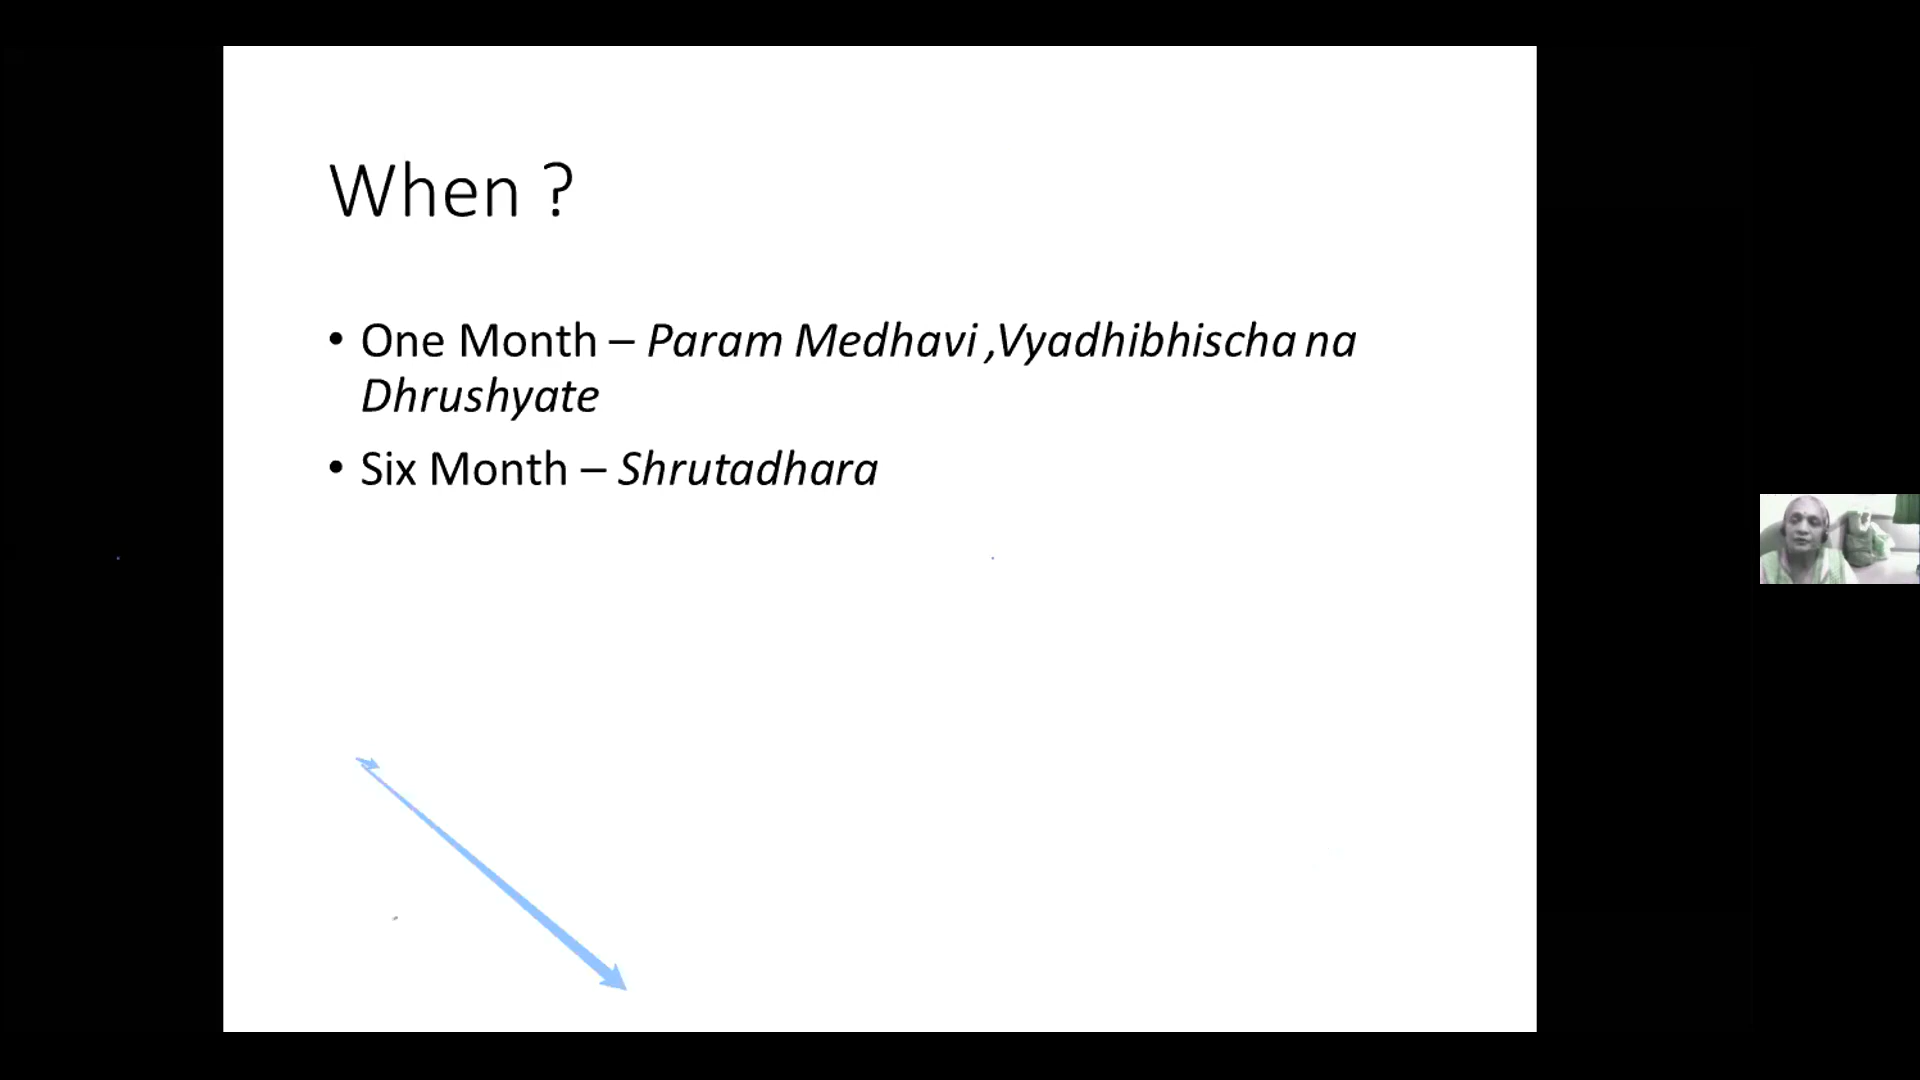 When ?
• One Month – Param Medhavi ,Vyadhibhischa na
Dhrushyate
• Six Month – Shrutadhara